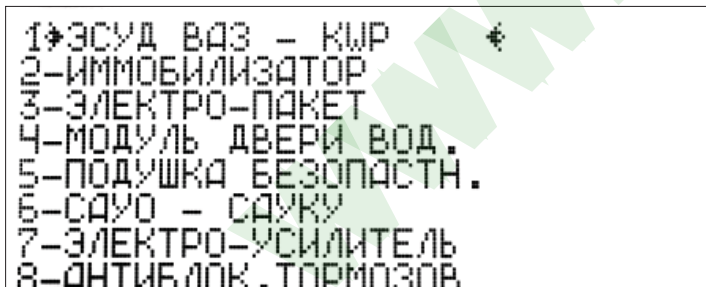 1→ЭСУД ВАЗ – KWP ←
2-ИММОБИЛИЗАТОР
3-ЭЛЕКТРО-ПАКЕТ
4-МОДУЛЬ ДВЕРИ ВОД.
5-ПОДУШКА БЕЗОПАСТН.
6-САУО – САУКУ
7-ЭЛЕКТРО-УСИЛИТЕЛЬ
8-АНТИБЛОК.ТОРМОЗОВ